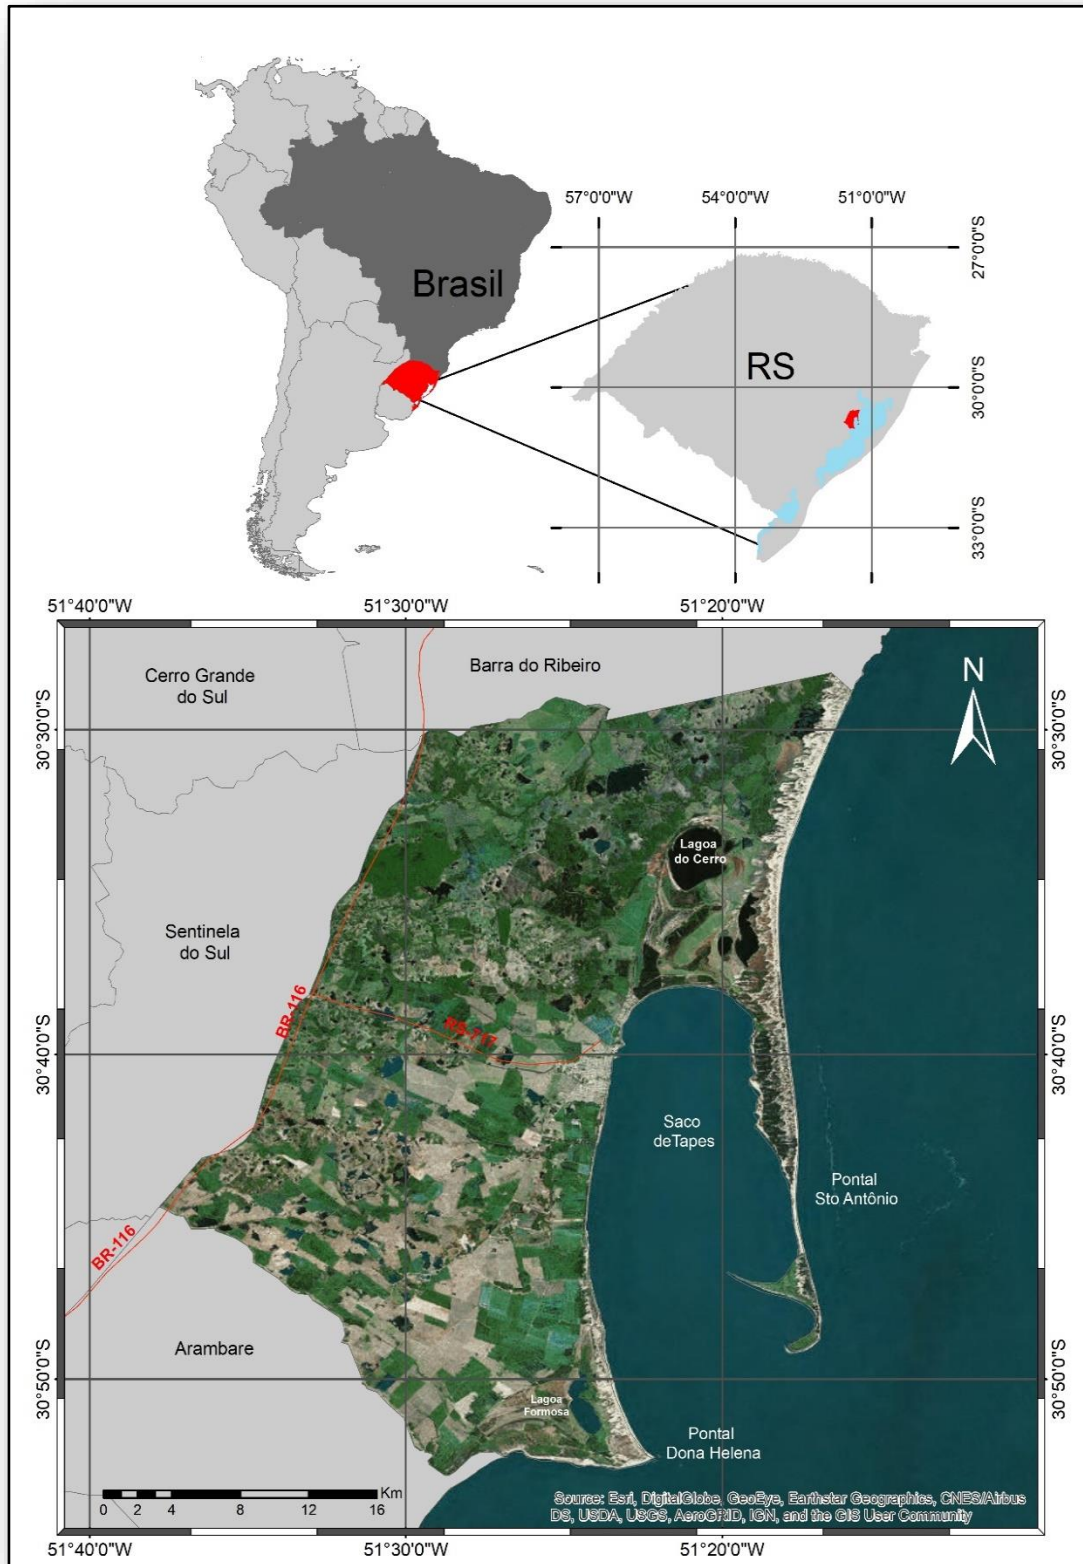 Brasil
57°0'0"W
54°0'0"W
51°0'0"W
27°0'0"S
RS
30°0'0"S
33°0'0"S
51°40'0"W
51°30'0"W
51°20'0"W
Cerro Grande
do Sul
Barra do Ribeiro
N
30°30'0"S
30°30'0"S
Lagoa
do Cerro
Sentinela
do Sul
BR-116
RS-717
30°40'0"S
30°40'0"S
Saco
deTapes
Pontal
Sto Antônio
BR-116
Arambare
30°50'0"S
30°50'0"S
Lagoa
Formosa
Pontal
Dona Helena
Km
0 2 4 8 12 16
Source: Esri, DigitalGlobe, GeoEye, Earthstar Geographics, CNES/Airbus
DS, USDA, USGS, AeroGRID, IGN, and the GIS User Community
51°40'0"W
51°30'0"W
51°20'0"W